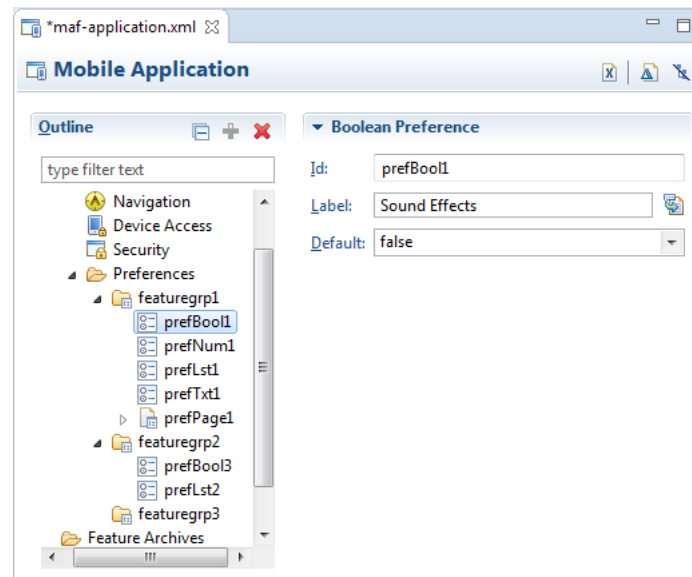 *maf-application.xml
Mobile Application
Outline
type filter text
Navigation
Device Access
Security
Preferences
featuregrp1
prefBool1
prefNum1
prefLst1
prefTxt1
prefPage1
featuregrp2
prefBool3
prefLst2
featuregrp3
Feature Archives
Boolean Preference
Id: prefBool1
Label: Sound Effects
Default: false